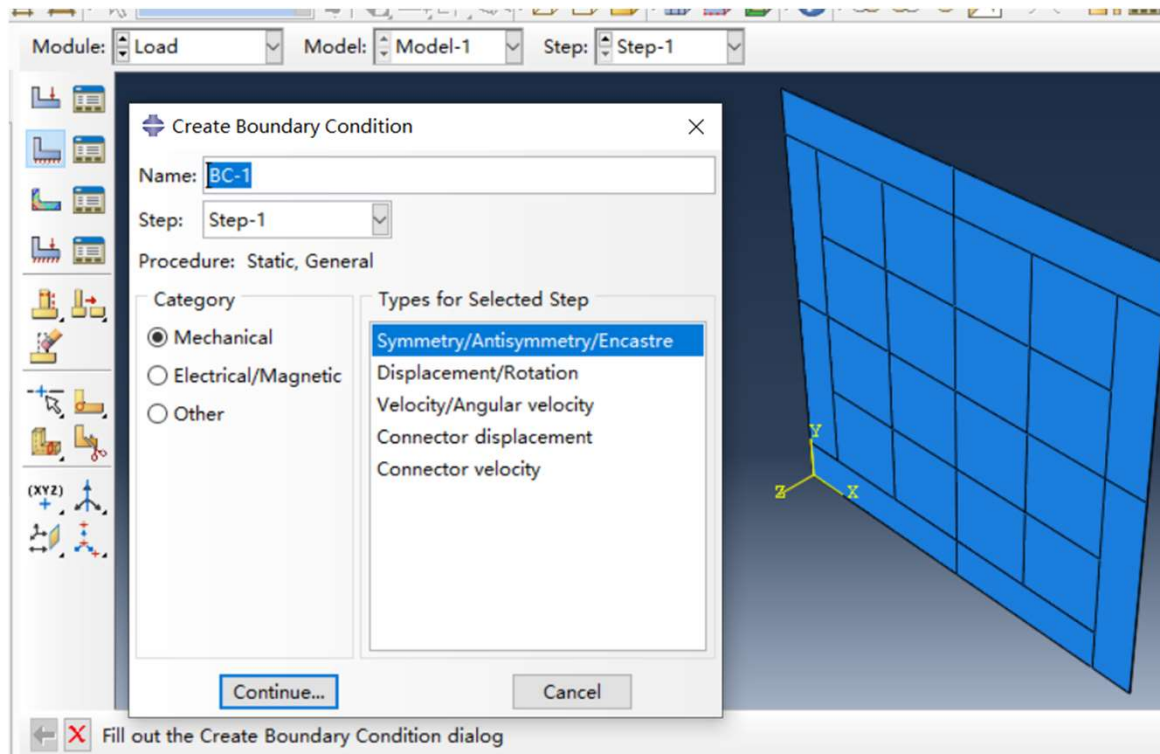 Module: Load Model: Model-1 Step: Step-1
Create Boundary Condition
Name: BC-1
Step: Step-1
Procedure: Static, General
Category
Mechanical
Electrical/Magnetic
Other
Types for Selected Step
Symmetry/Antisymmetry/Encastre
Displacement/Rotation
Velocity/Angular velocity
Connector displacement
Connector velocity
Continue...
Cancel
(XYZ)
Y
Z
X
Fill out the Create Boundary Condition dialog